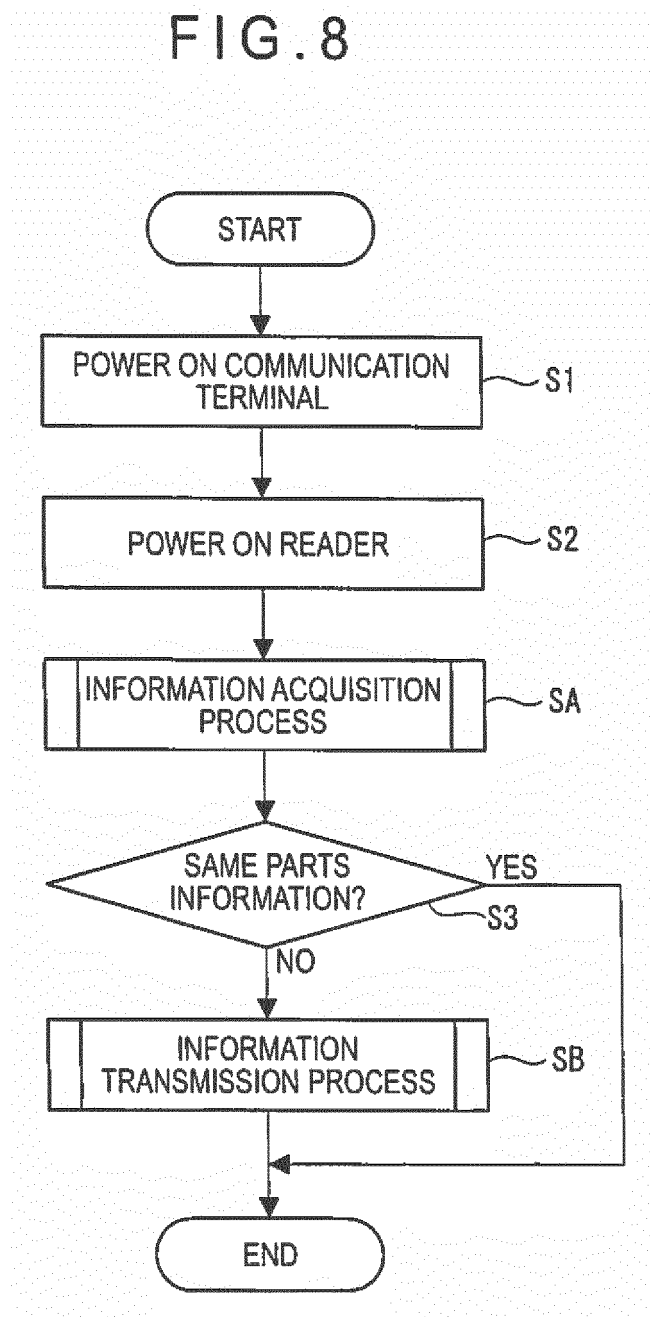 FIG.8
START
POWER ON COMMUNICATION
TERMINAL
S1
POWER ON READER
S2
INFORMATION ACQUISITION
PROCESS
SA
SAME PARTS
INFORMATION?
YES
S3
NO
INFORMATION
TRANSMISSION PROCESS
SB
END